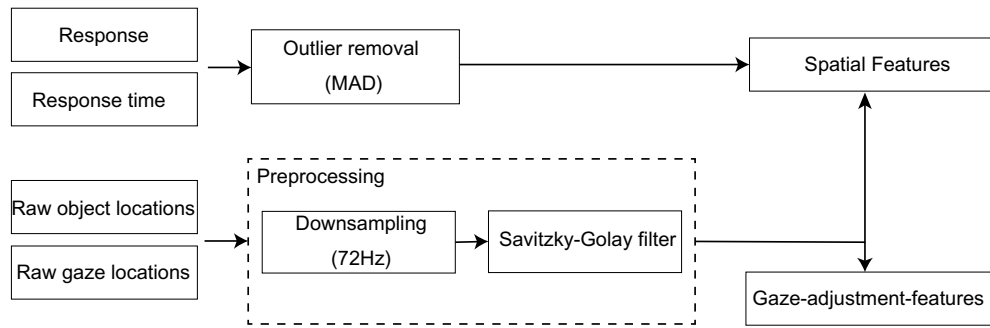 Response
Response time
Outlier removal
(MAD)
Spatial Features
Raw object locations
Raw gaze locations
Preprocessing
Downsampling
(72Hz)
Savitzky-Golay filter
Gaze-adjustment-features